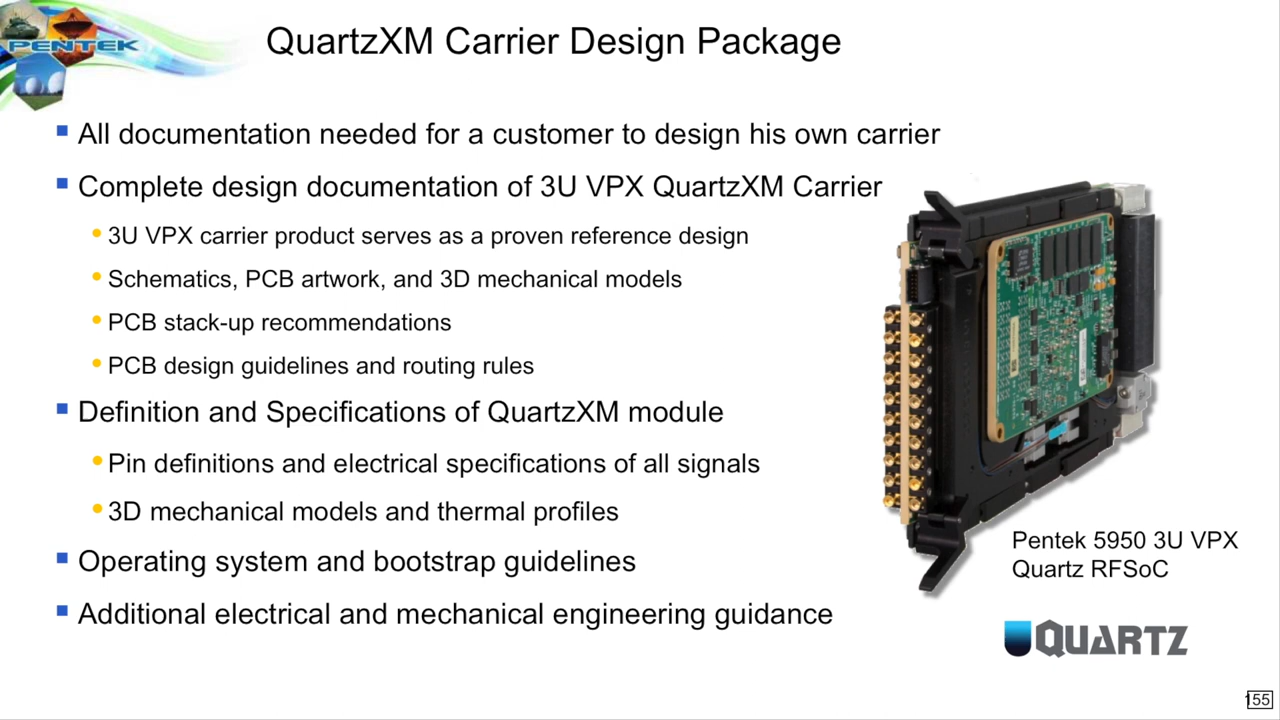 PENTEK
QuartzXM Carrier Design Package
All documentation needed for a customer to design his own carrier
Complete design documentation of 3U VPX QuartzXM Carrier
3U VPX carrier product serves as a proven reference design
Schematics, PCB artwork, and 3D mechanical models
PCB stack-up recommendations
PCB design guidelines and routing rules
Definition and Specifications of QuartzXM module
Pin definitions and electrical specifications of all signals
3D mechanical models and thermal profiles
Operating system and bootstrap guidelines
Additional electrical and mechanical engineering guidance
Pentek 5950 3U VPX
Quartz RFSoC
QUARTZ
155